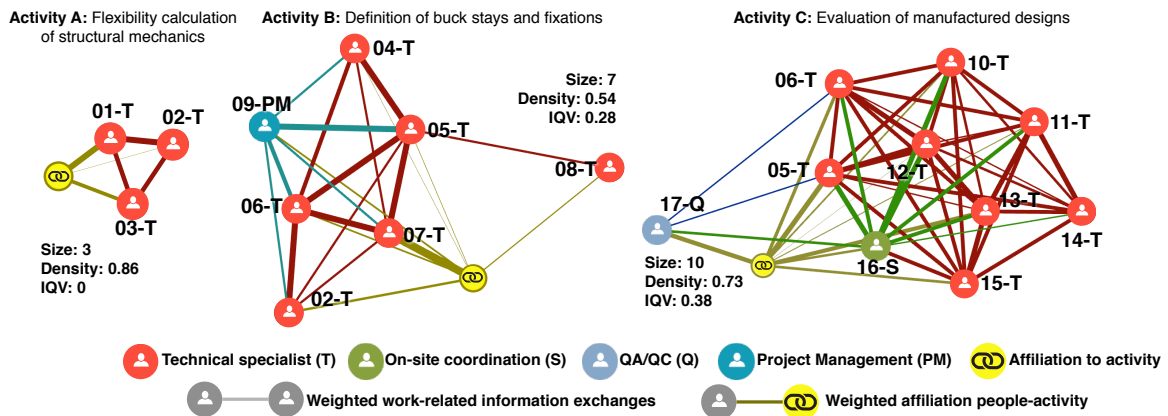 Activity A: Flexibility calculation
of structural mechanics
01-T
02-T
03-T
Size: 3
Density: 0.86
IQV: 0
Activity B: Definition of buck stays and fixations
04-T
09-PM
05-T
08-T
06-T
07-T
02-T
Size: 7
Density: 0.54
IQV: 0.28
Activity C: Evaluation of manufactured designs
10-T
06-T
11-T
12-T
05-T
17-Q
13-T
14-T
16-S
15-T
Size: 10
Density: 0.73
IQV: 0.38
Technical specialist (T)
On-site coordination (S)
QA/QC (Q)
Project Management (PM)
Affiliation to activity
Weighted work-related information exchanges
Weighted affiliation people-activity